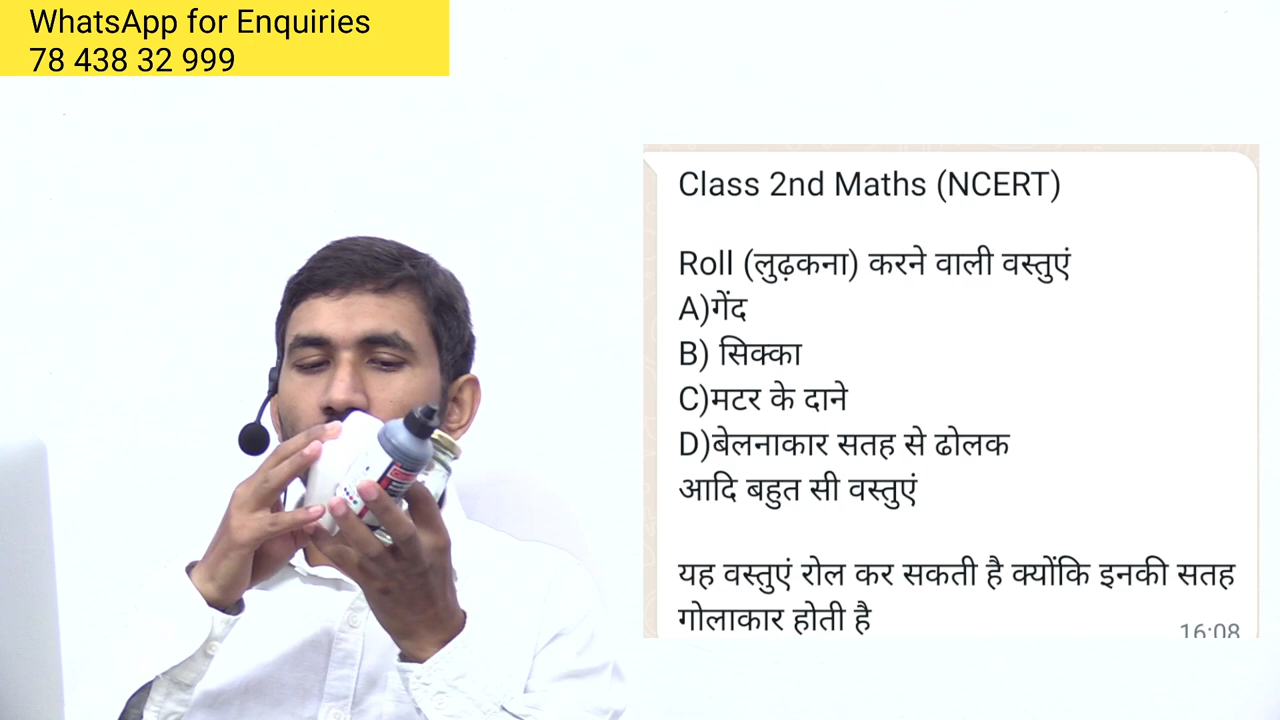 WhatsApp for Enquiries
78 438 32 999
Class 2nd Maths (NCERT)
Roll (लुढ़कना) करने वाली वस्तुएं
A)गेंद
B) सिक्का
C)मटर के दाने
D)बेलनाकार सतह से ढोलक
आदि बहुत सी वस्तुएं
यह वस्तुएं रोल कर सकती है क्योंकि इनकी सतह
गोलाकार होती है
16:08